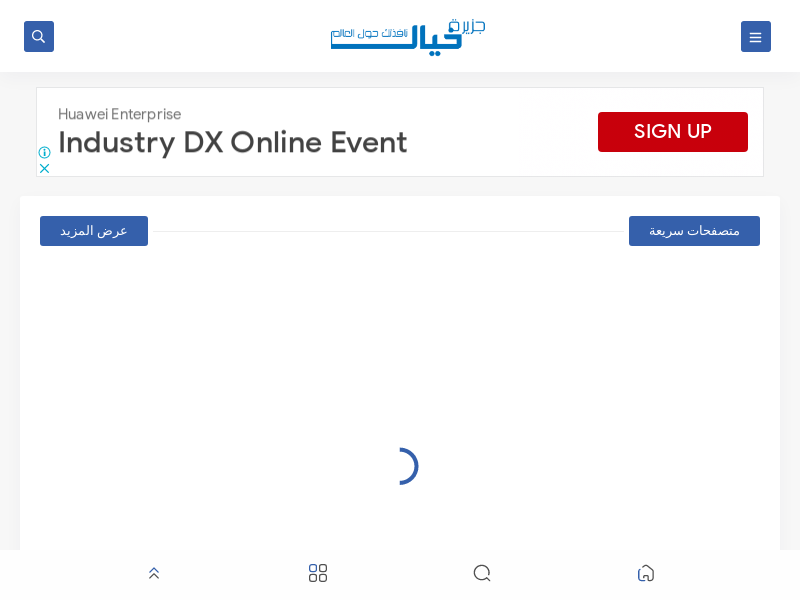 جزيرة
خيال
نافذتك حول العالم
Huawei Enterprise
Industry DX Online Event
SIGN UP
متصفحات سريعة
عرض المزيد